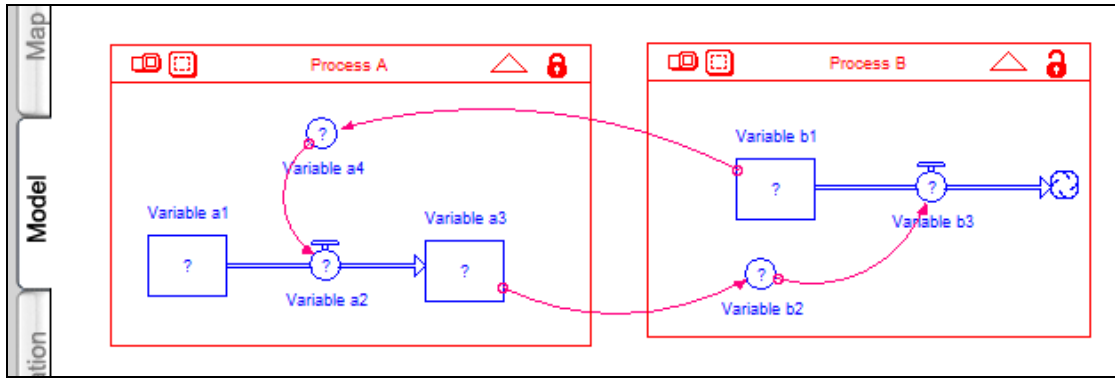 Map
Model
ation
Process A
?
Variable a4
Variable a1
?
?
Variable a2
Variable a3
?
Process B
Variable b1
?
?
Variable b3
?
Variable b2